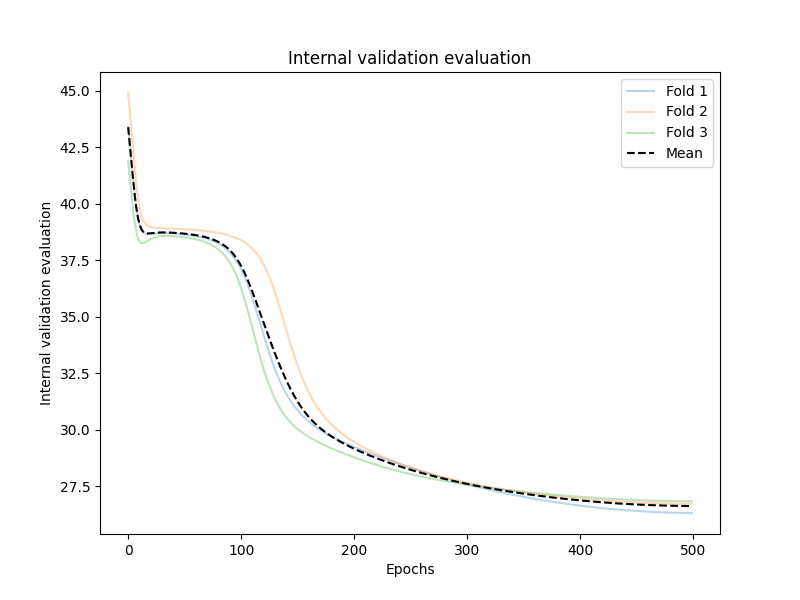 Internal validation evaluation
Fold 1
Fold 2
Fold 3
Mean
Internal validation evaluation
45.0
42.5
40.0
37.5
35.0
32.5
30.0
27.5
0 100 200 300 400 500
Epochs